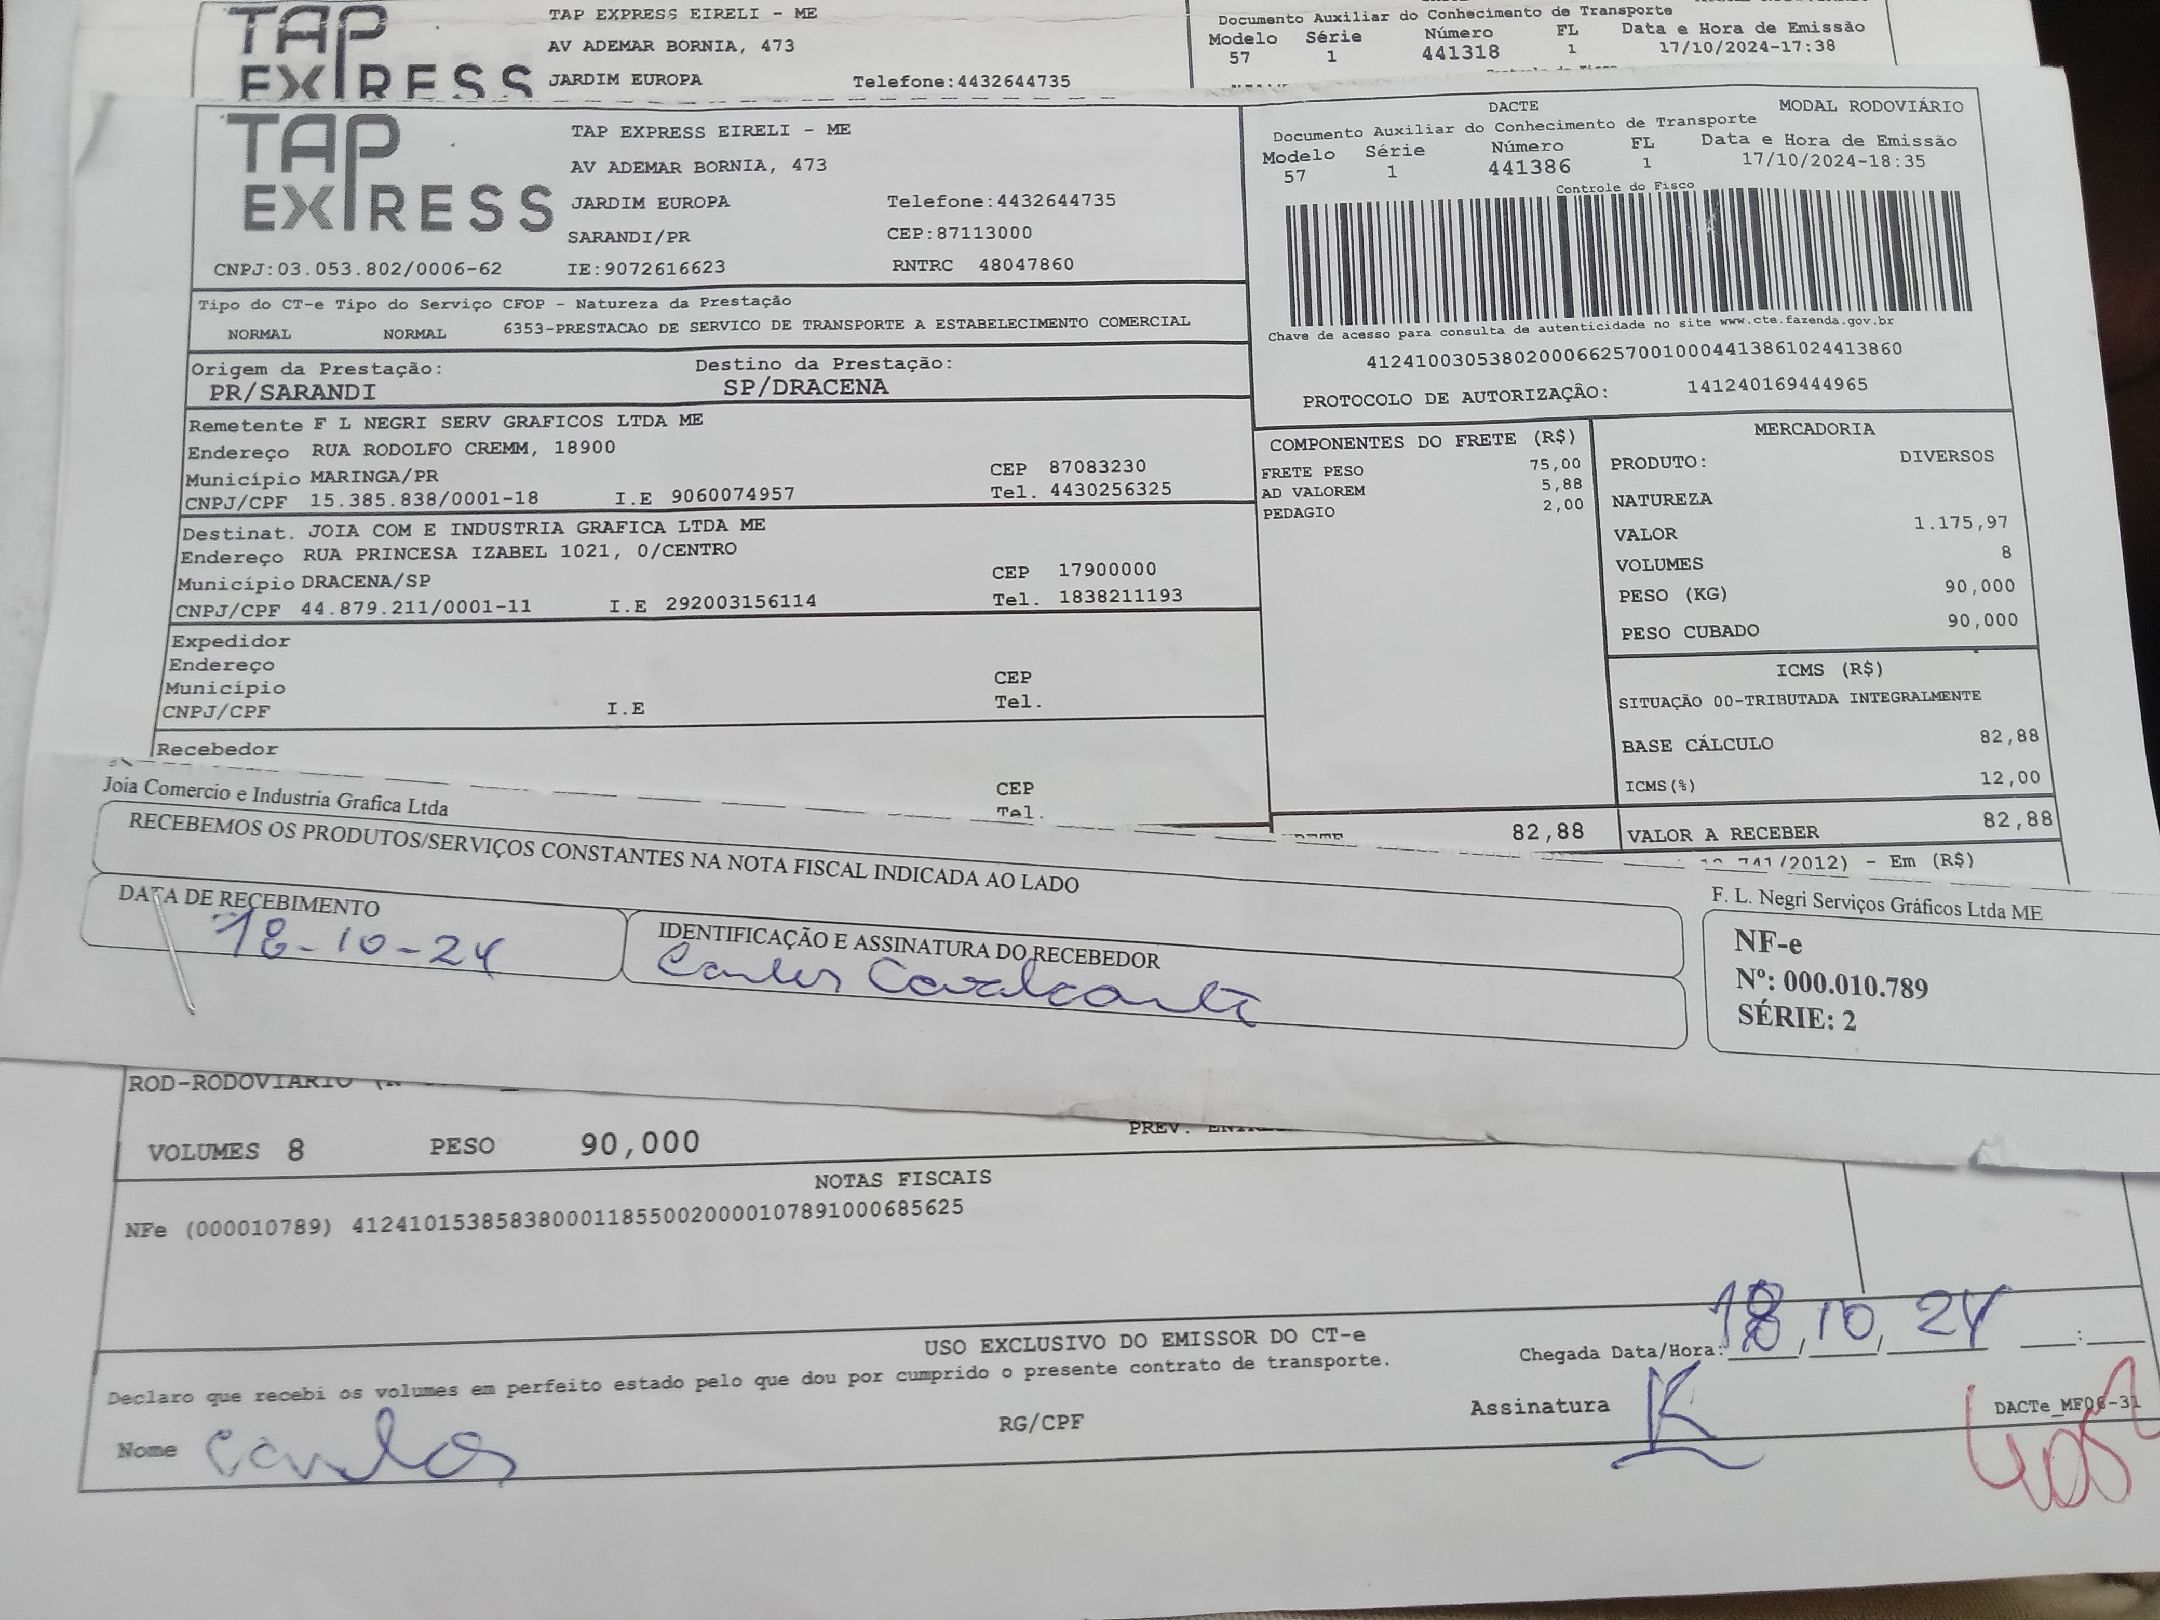 TAP EXPRESS
TAP EXPRESS EIRELI - ME
AV ADEMAR BORNIA, 473
JARDIM EUROPA Telefone:4432644735
Documento Auxiliar do Conhecimento de Transporte
Modelo Série Número FL Data e Hora de Emissão
57 1 441318 1 17/10/2024-17:38
TAP EXPRESS
TAP EXPRESS EIRELI - ME
AV ADEMAR BORNIA, 473
JARDIM EUROPA Telefone:4432644735
SARANDI/PR CEP:87113000
CNPJ:03.053.802/0006-62 IE:9072616623 RNTRC 48047860
DACTE MODAL RODOVIÁRIO
Documento Auxiliar do Conhecimento de Transporte
Modelo Série Número FL Data e Hora de Emissão
57 1 441386 1 17/10/2024-18:35
Controle do Fisco
Chave de acesso para consulta de autenticidade no site www.cte.fazenda.gov.br
41241003053802000662570010004413861024413860
PROTOCOLO DE AUTORIZAÇÃO: 141240169444965
Tipo do CT-e Tipo do Serviço CFOP - Natureza da Prestação
NORMAL NORMAL 6353-PRESTACAO DE SERVICO DE TRANSPORTE A ESTABELECIMENTO COMERCIAL
Origem da Prestação: Destino da Prestação:
PR/SARANDI SP/DRACENA
Remetente F L NEGRI SERV GRAFICOS LTDA ME
Endereço RUA RODOLFO CREMM, 18900
Município MARINGA/PR CEP 87083230
CNPJ/CPF 15.385.838/0001-18 I.E 9060074957 Tel. 4430256325
Destinat. JOIA COM E INDUSTRIA GRAFICA LTDA ME
Endereço RUA PRINCESA IZABEL 1021, 0/CENTRO
Município DRACENA/SP CEP 17900000
CNPJ/CPF 44.879.211/0001-11 I.E 292003156114 Tel. 1838211193
Expedidor
Endereço
Município CEP
CNPJ/CPF I.E Tel.
Recebedor
CEP
Tel.
COMPONENTES DO FRETE (R$)
FRETE PESO 75,00
AD VALOREM 5,88
PEDAGIO 2,00
82,88
MERCADORIA
PRODUTO: DIVERSOS
NATUREZA
VALOR 1.175,97
VOLUMES 8
PESO (KG) 90,000
PESO CUBADO 90,000
ICMS (R$)
SITUAÇÃO 00-TRIBUTADA INTEGRALMENTE
BASE CÁLCULO 82,88
ICMS(%) 12,00
VALOR A RECEBER 82,88
741/2012) - Em (R$)
Joia Comercio e Industria Grafica Ltda
RECEBEMOS OS PRODUTOS/SERVIÇOS CONSTANTES NA NOTA FISCAL INDICADA AO LADO
DATA DE RECEBIMENTO
18-10-24
IDENTIFICAÇÃO E ASSINATURA DO RECEBEDOR
Carlos Cavalcanti
F. L. Negri Serviços Gráficos Ltda ME
NF-e
Nº: 000.010.789
SÉRIE: 2
ROD-RODOVIARIO
VOLUMES 8 PESO 90,000 PREV.
NOTAS FISCAIS
NFe (000010789) 41241015385838000118550020000107891000685625
USO EXCLUSIVO DO EMISSOR DO CT-e
Declaro que recebi os volumes em perfeito estado pelo que dou por cumprido o presente contrato de transporte.
Chegada Data/Hora: 18/10/24 :
Nome Carlos RG/CPF Assinatura
DACTe_MF06-31